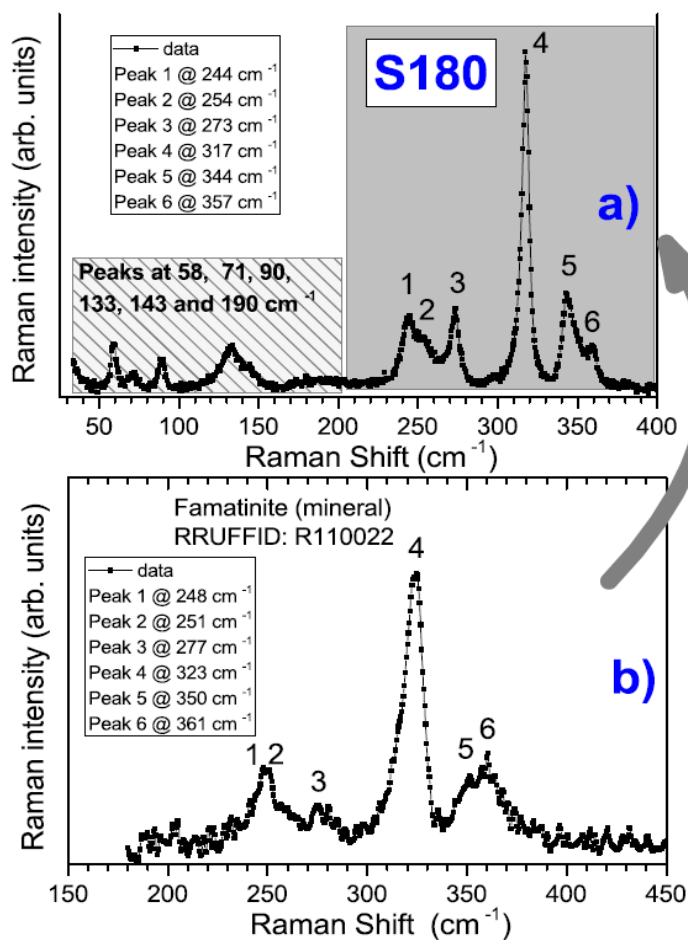 Raman intensity (arb. units)
data
Peak 1 @ 244 cm⁻¹
Peak 2 @ 254 cm⁻¹
Peak 3 @ 273 cm⁻¹
Peak 4 @ 317 cm⁻¹
Peak 5 @ 344 cm⁻¹
Peak 6 @ 357 cm⁻¹
S180
a)
Peaks at 58, 71, 90,
133, 143 and 190 cm⁻¹
1
2
3
4
5
6
50 100 150 200 250 300 350 400
Raman Shift (cm⁻¹)
Raman intensity (arb. units)
Famatinite (mineral)
RRUFFID: R110022
data
Peak 1 @ 248 cm⁻¹
Peak 2 @ 251 cm⁻¹
Peak 3 @ 277 cm⁻¹
Peak 4 @ 323 cm⁻¹
Peak 5 @ 350 cm⁻¹
Peak 6 @ 361 cm⁻¹
b)
1 2
3
4
5
6
150 200 250 300 350 400 450
Raman Shift (cm⁻¹)